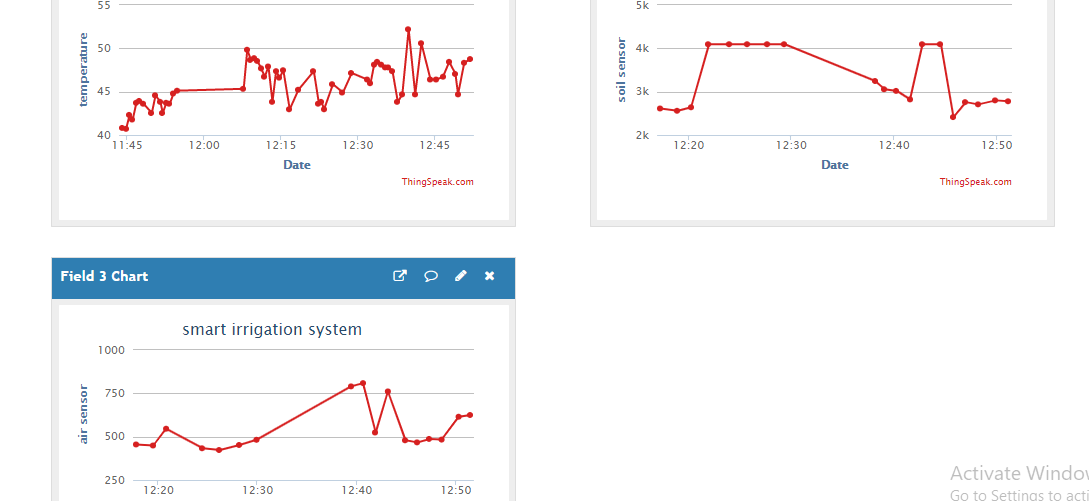 55
50
45
40
temperature
11:45 12:00 12:15 12:30 12:45
Date
ThingSpeak.com
5k
4k
3k
2k
soil sensor
12:20 12:30 12:40 12:50
Date
ThingSpeak.com
Field 3 Chart
smart irrigation system
1000
750
500
250
air sensor
12:20 12:30 12:40 12:50
Activate Window
Go to Settings to acti